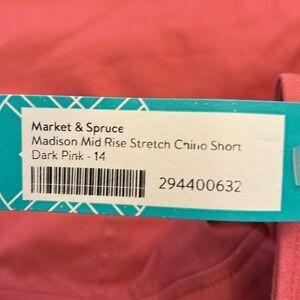 Market & Spruce
Madison Mid Rise Stretch Chino Short
Dark Pink - 14
294400632